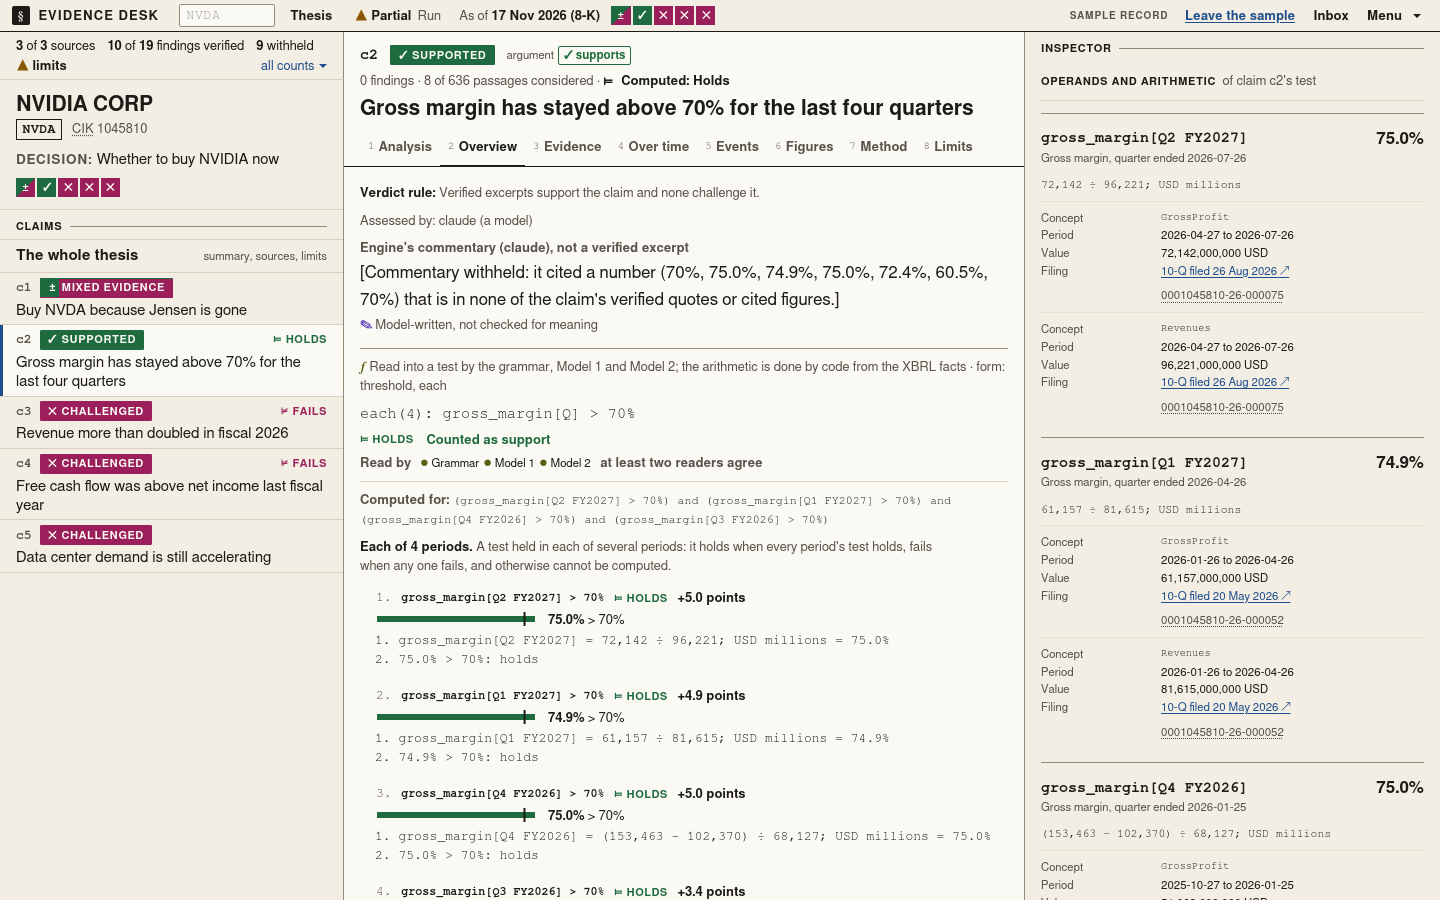 § EVIDENCE DESK NVDA Thesis ▲ Partial Run As of 17 Nov 2026 (8-K) ± ✓ ✕ ✕ ✕ SAMPLE RECORD Leave the sample Inbox Menu
3 of 3 sources 10 of 19 findings verified 9 withheld
▲ limits all counts
NVIDIA CORP
NVDA CIK 1045810
DECISION: Whether to buy NVIDIA now
± ✓ ✕ ✕ ✕
CLAIMS
The whole thesis summary, sources, limits
c1 ± MIXED EVIDENCE
Buy NVDA because Jensen is gone
c2 ✓ SUPPORTED ⊨ HOLDS
Gross margin has stayed above 70% for the
last four quarters
c3 ✕ CHALLENGED ⊭ FAILS
Revenue more than doubled in fiscal 2026
c4 ✕ CHALLENGED ⊭ FAILS
Free cash flow was above net income last fiscal
year
c5 ✕ CHALLENGED
Data center demand is still accelerating
c2 ✓ SUPPORTED argument ✓ supports
0 findings · 8 of 636 passages considered · ⊨ Computed: Holds
Gross margin has stayed above 70% for the last four quarters
1 Analysis 2 Overview 3 Evidence 4 Over time 5 Events 6 Figures 7 Method 8 Limits
Verdict rule: Verified excerpts support the claim and none challenge it.
Assessed by: claude (a model)
Engine's commentary (claude), not a verified excerpt
[Commentary withheld: it cited a number (70%, 75.0%, 74.9%, 75.0%, 72.4%, 60.5%,
70%) that is in none of the claim's verified quotes or cited figures.]
✎ Model-written, not checked for meaning
ƒ Read into a test by the grammar, Model 1 and Model 2; the arithmetic is done by code from the XBRL facts · form:
threshold, each
each(4): gross_margin[Q] > 70%
⊨ HOLDS Counted as support
Read by ● Grammar ● Model 1 ● Model 2 at least two readers agree
Computed for: (gross_margin[Q2 FY2027] > 70%) and (gross_margin[Q1 FY2027] > 70%) and
(gross_margin[Q4 FY2026] > 70%) and (gross_margin[Q3 FY2026] > 70%)
Each of 4 periods. A test held in each of several periods: it holds when every period's test holds, fails
when any one fails, and otherwise cannot be computed.
1. gross_margin[Q2 FY2027] > 70% ⊨ HOLDS +5.0 points
75.0% > 70%
1. gross_margin[Q2 FY2027] = 72,142 ÷ 96,221; USD millions = 75.0%
2. 75.0% > 70%: holds
2. gross_margin[Q1 FY2027] > 70% ⊨ HOLDS +4.9 points
74.9% > 70%
1. gross_margin[Q1 FY2027] = 61,157 ÷ 81,615; USD millions = 74.9%
2. 74.9% > 70%: holds
3. gross_margin[Q4 FY2026] > 70% ⊨ HOLDS +5.0 points
75.0% > 70%
1. gross_margin[Q4 FY2026] = (153,463 − 102,370) ÷ 68,127; USD millions = 75.0%
2. 75.0% > 70%: holds
4. gross_margin[Q3 FY2026] > 70% ⊨ HOLDS +3.4 points
INSPECTOR
OPERANDS AND ARITHMETIC of claim c2's test
gross_margin[Q2 FY2027] 75.0%
Gross margin, quarter ended 2026-07-26
72,142 ÷ 96,221; USD millions
Concept GrossProfit
Period 2026-04-27 to 2026-07-26
Value 72,142,000,000 USD
Filing 10-Q filed 26 Aug 2026 ↗
0001045810-26-000075
Concept Revenues
Period 2026-04-27 to 2026-07-26
Value 96,221,000,000 USD
Filing 10-Q filed 26 Aug 2026 ↗
0001045810-26-000075
gross_margin[Q1 FY2027] 74.9%
Gross margin, quarter ended 2026-04-26
61,157 ÷ 81,615; USD millions
Concept GrossProfit
Period 2026-01-26 to 2026-04-26
Value 61,157,000,000 USD
Filing 10-Q filed 20 May 2026 ↗
0001045810-26-000052
Concept Revenues
Period 2026-01-26 to 2026-04-26
Value 81,615,000,000 USD
Filing 10-Q filed 20 May 2026 ↗
0001045810-26-000052
gross_margin[Q4 FY2026] 75.0%
Gross margin, quarter ended 2026-01-25
(153,463 − 102,370) ÷ 68,127; USD millions
Concept GrossProfit
Period 2025-10-27 to 2026-01-25